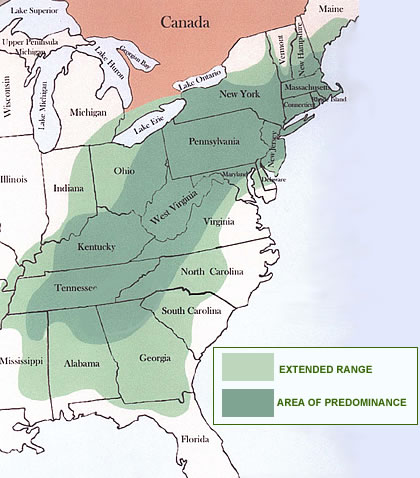 Lake Superior
Canada
Maine
Upper Peninsula
Michigan
Georgian Bay
Lake Huron
Vermont
New Hampshire
Wisconsin
Lake Michigan
Lake Ontario
Michigan
New York
Massachusetts
Connecticut
Rhode Island
Lake Erie
Pennsylvania
New Jersey
Illinois
Indiana
Ohio
Maryland
Delaware
West Virginia
Virginia
Kentucky
Tennessee
North Carolina
South Carolina
Mississippi
Alabama
Georgia
Florida
EXTENDED RANGE
AREA OF PREDOMINANCE